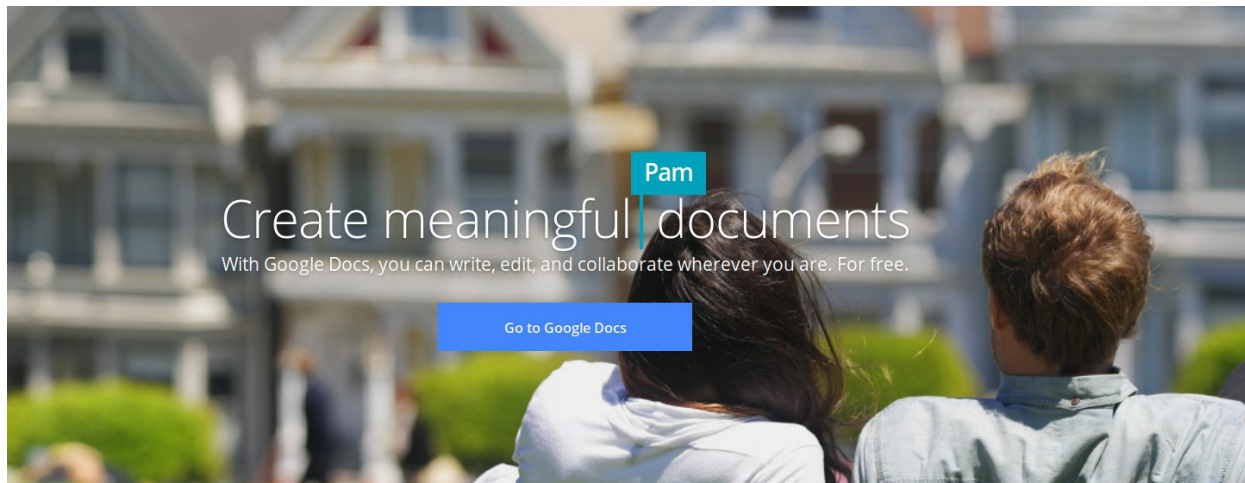 Pam
Create meaningful documents
With Google Docs, you can write, edit, and collaborate wherever you are. For free.
Go to Google Docs